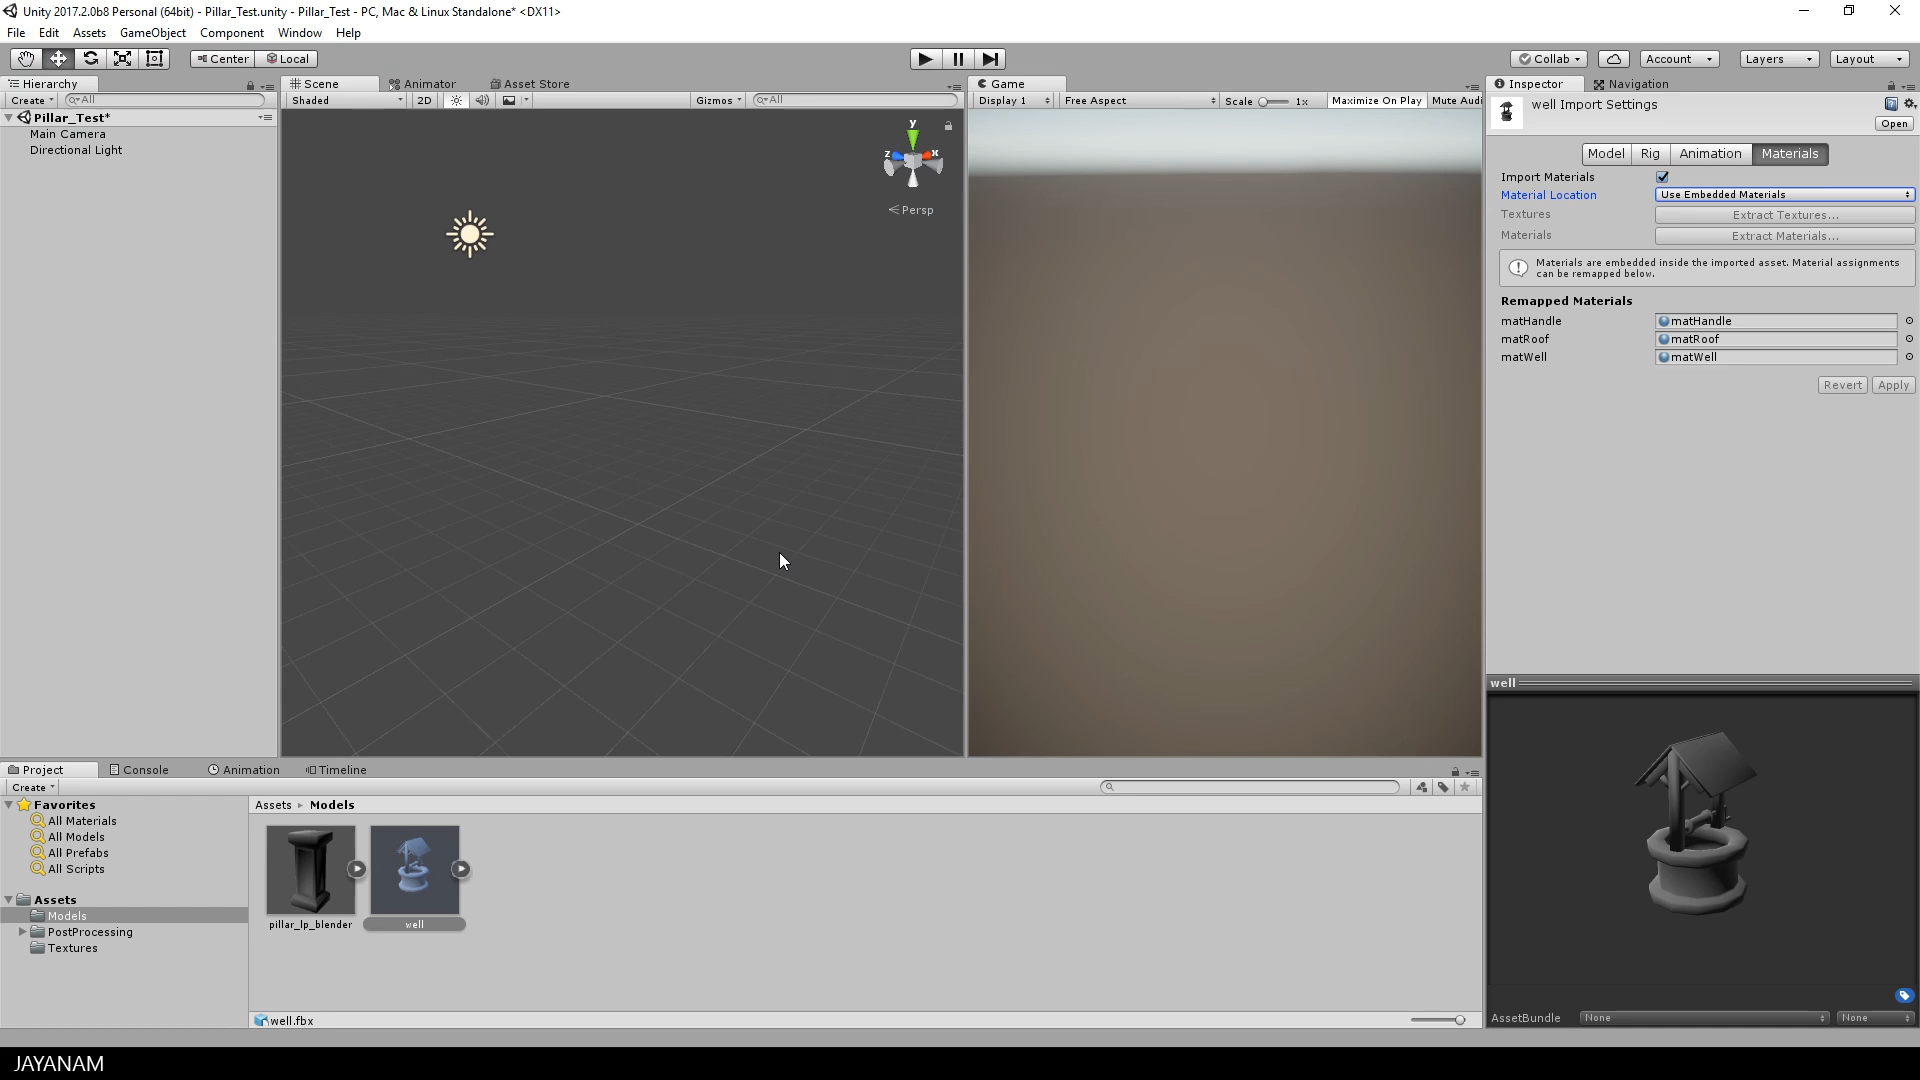 Unity 2017.2.0b8 Personal (64bit) - Pillar_Test.unity - Pillar_Test - PC, Mac & Linux Standalone* <DX11>
File Edit Assets GameObject Component Window Help
Center Local
Collab Account Layers Layout
Hierarchy
Create All
Pillar_Test*
Main Camera
Directional Light
Scene Animator Asset Store
Shaded 2D Gizmos All
y
z x
Persp
Game
Display 1 Free Aspect Scale 1x Maximize On Play Mute Audi
Inspector Navigation
well Import Settings
Open
Model Rig Animation Materials
Import Materials
Material Location Use Embedded Materials
Textures Extract Textures...
Materials Extract Materials...
Materials are embedded inside the imported asset. Material assignments
can be remapped below.
Remapped Materials
matHandle matHandle
matRoof matRoof
matWell matWell
Revert Apply
well
AssetBundle None None
Project Console Animation Timeline
Create
Favorites
All Materials
All Models
All Prefabs
All Scripts
Assets
Models
PostProcessing
Textures
Assets Models
pillar_lp_blender well
well.fbx
JAYANAM